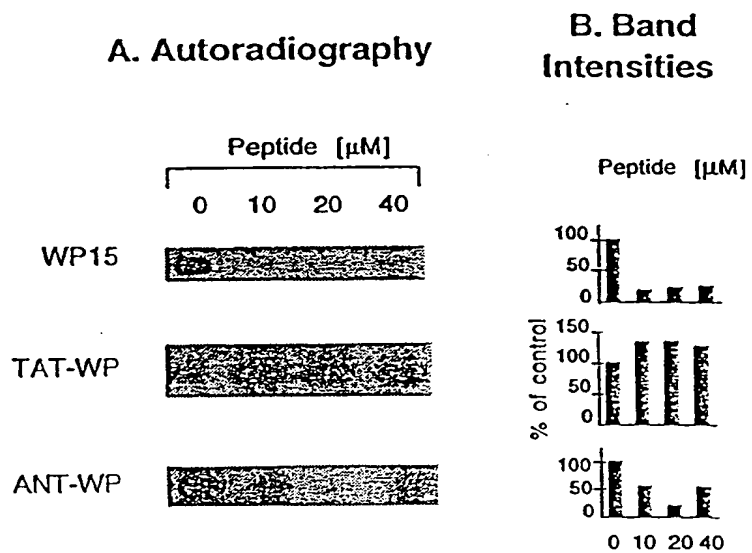 A. Autoradiography
Peptide [µM]
0 10 20 40
WP15
TAT-WP
ANT-WP
B. Band
Intensities
Peptide [µM]
% of control
100
50
0
150
100
50
0
100
50
0
0 10 20 40